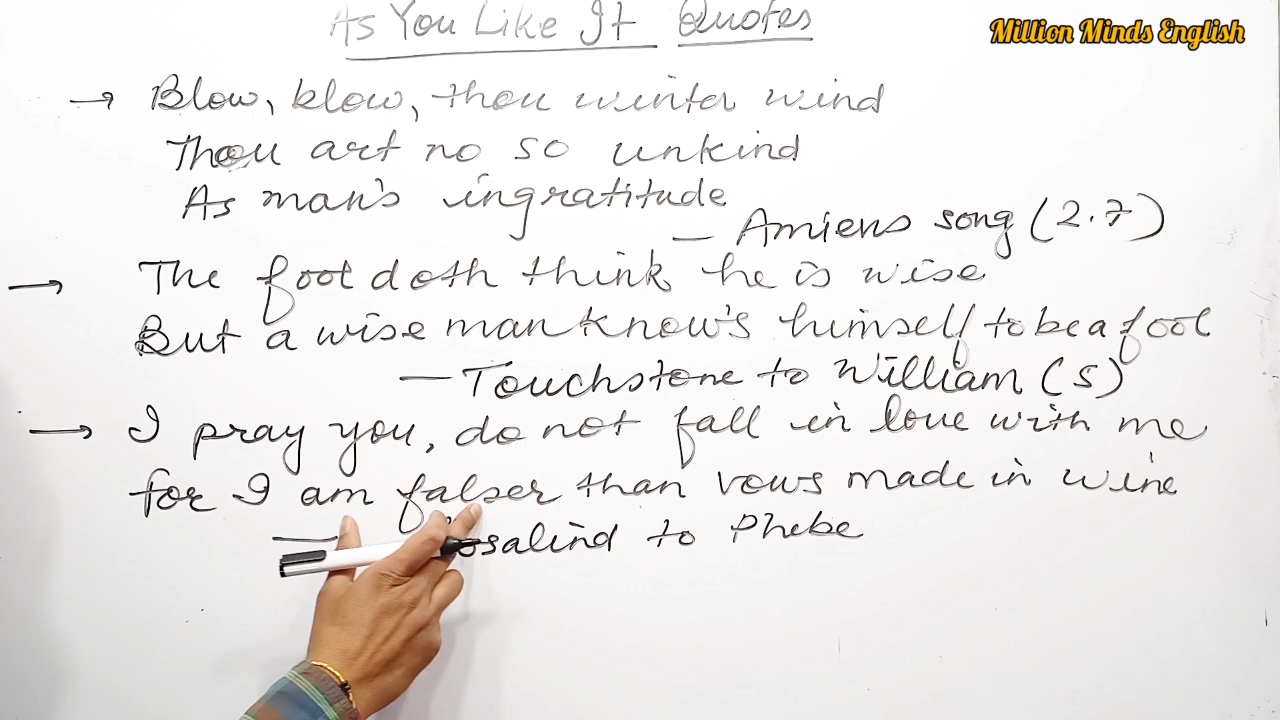 As You Like It Quotes
Million Minds English
→ Blow, blow, thou winter wind
Thou art no so unkind
As man's ingratitude
— Amiens song (2.7)
→ The fool doth think he is wise
But a wise man know's himself to be a fool
— Touchstone to William (5)
→ I pray you, do not fall in love with me
for I am falser than vows made in wine
— Rosalind to Phebe